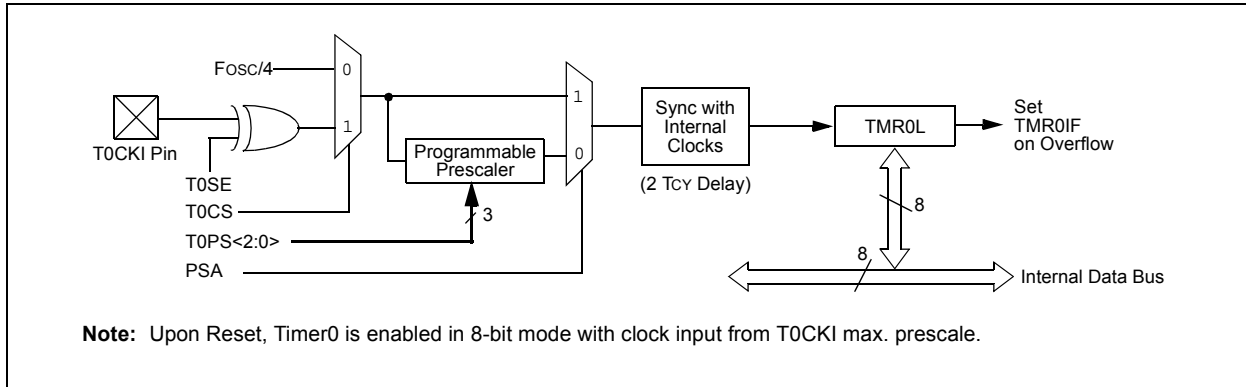 FOSC/4
0
1
T0CKI Pin
T0SE
T0CS
T0PS<2:0>
PSA
Programmable
Prescaler
3
1
0
Sync with
Internal
Clocks
(2 TCY Delay)
TMR0L
Set
TMR0IF
on Overflow
8
8
Internal Data Bus
Note: Upon Reset, Timer0 is enabled in 8-bit mode with clock input from T0CKI max. prescale.